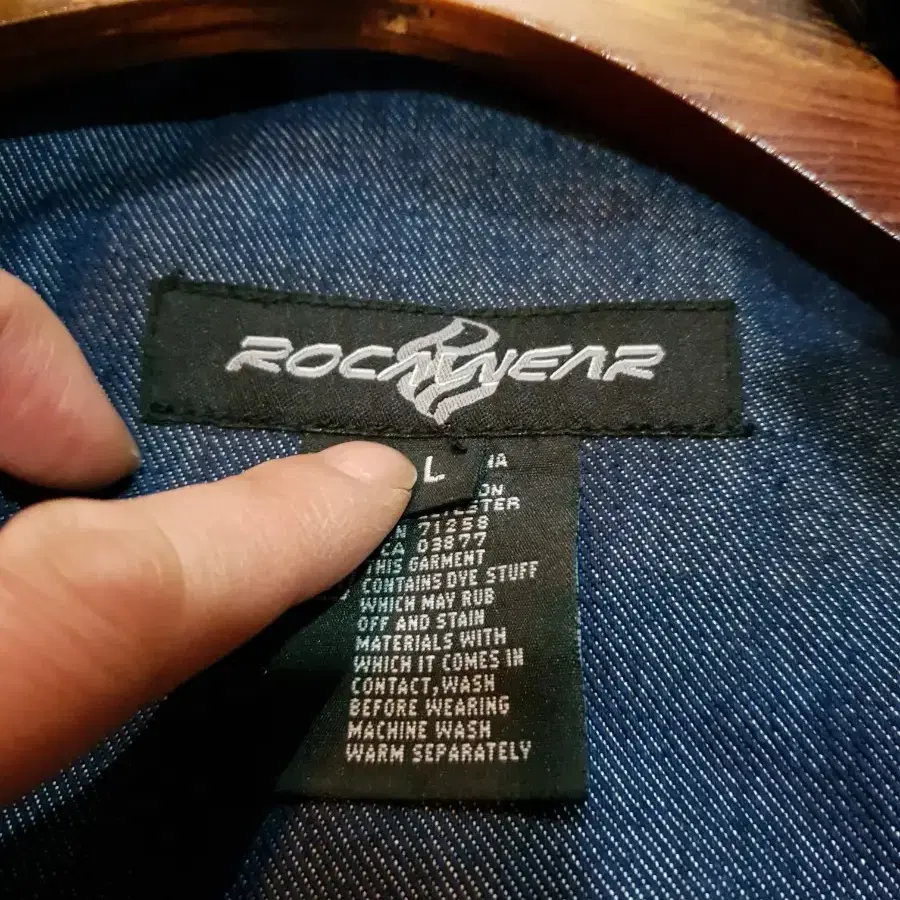 ROCAWEAR
L
71258
CA 03877
THIS GARMENT
CONTAINS DYE STUFF
WHICH MAY RUB
OFF AND STAIN
MATERIALS WITH
WHICH IT COMES IN
CONTACT, WASH
BEFORE WEARING
MACHINE WASH
WARM SEPARATELY